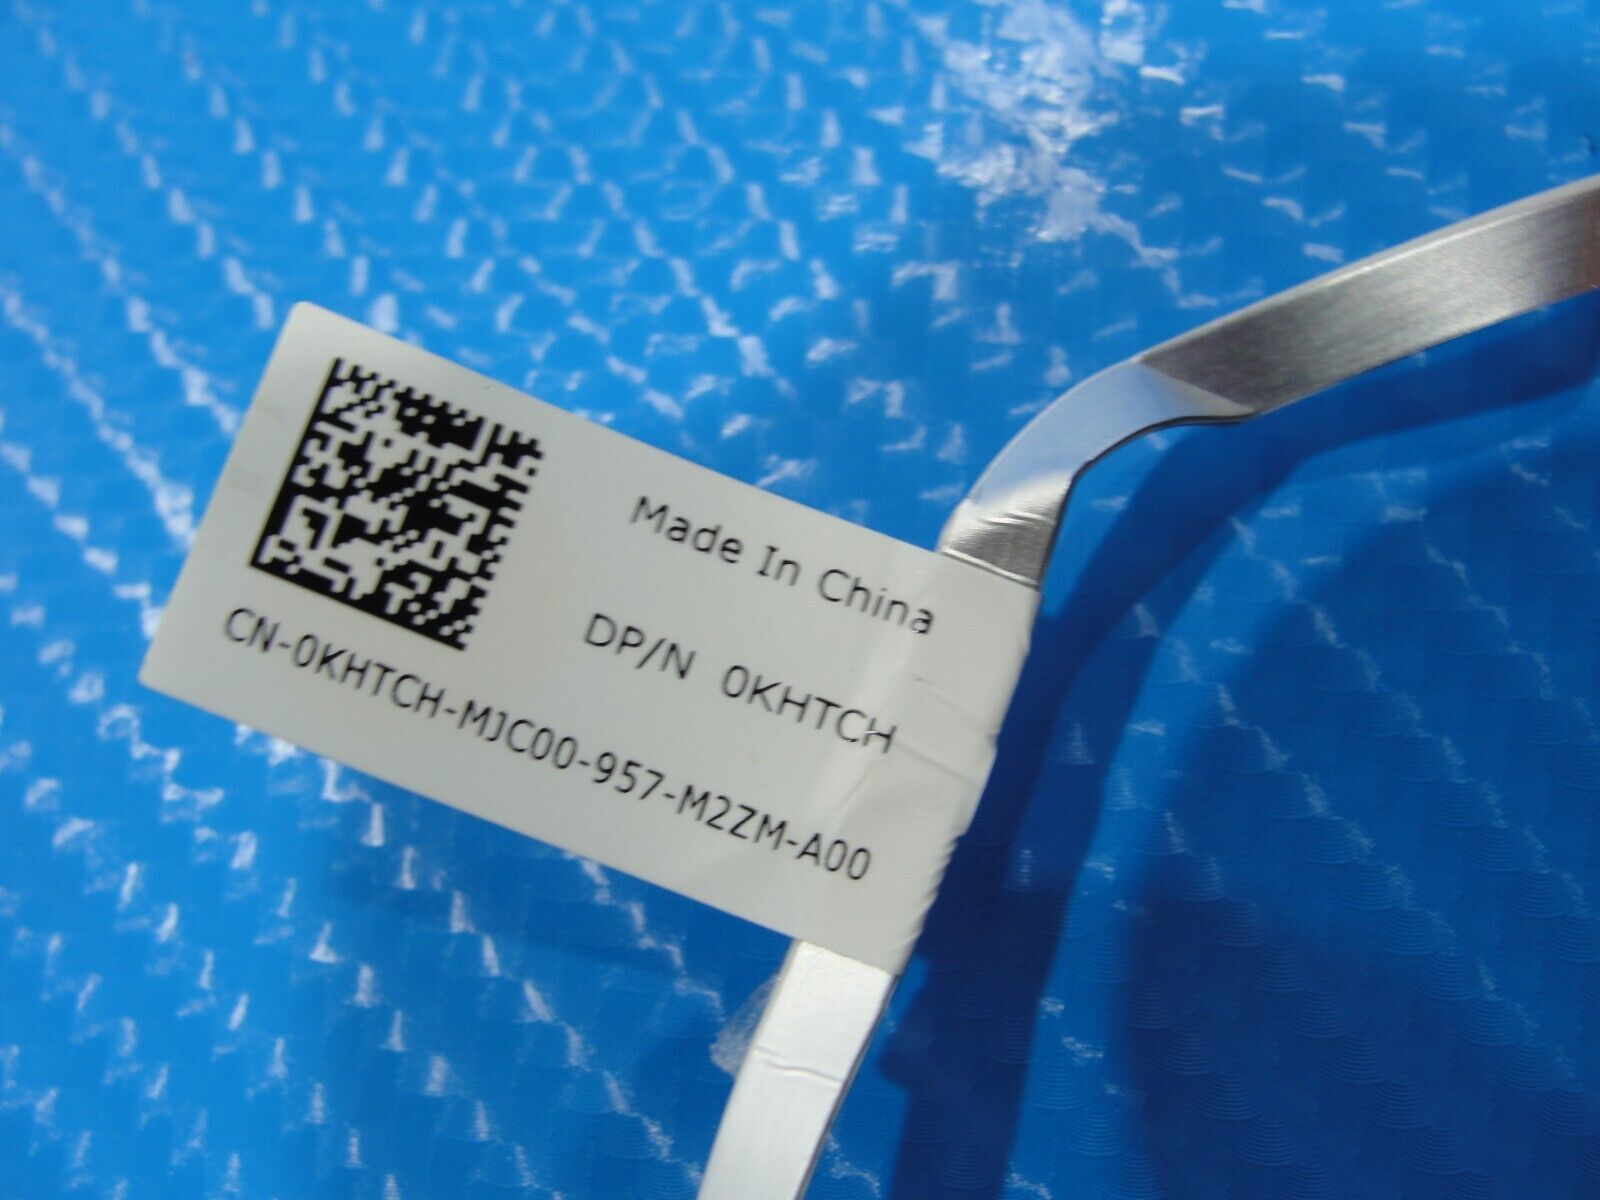 Made In China
DP/N 0KHTCH
CN-0KHTCH-MJC00-957-M2ZM-A00